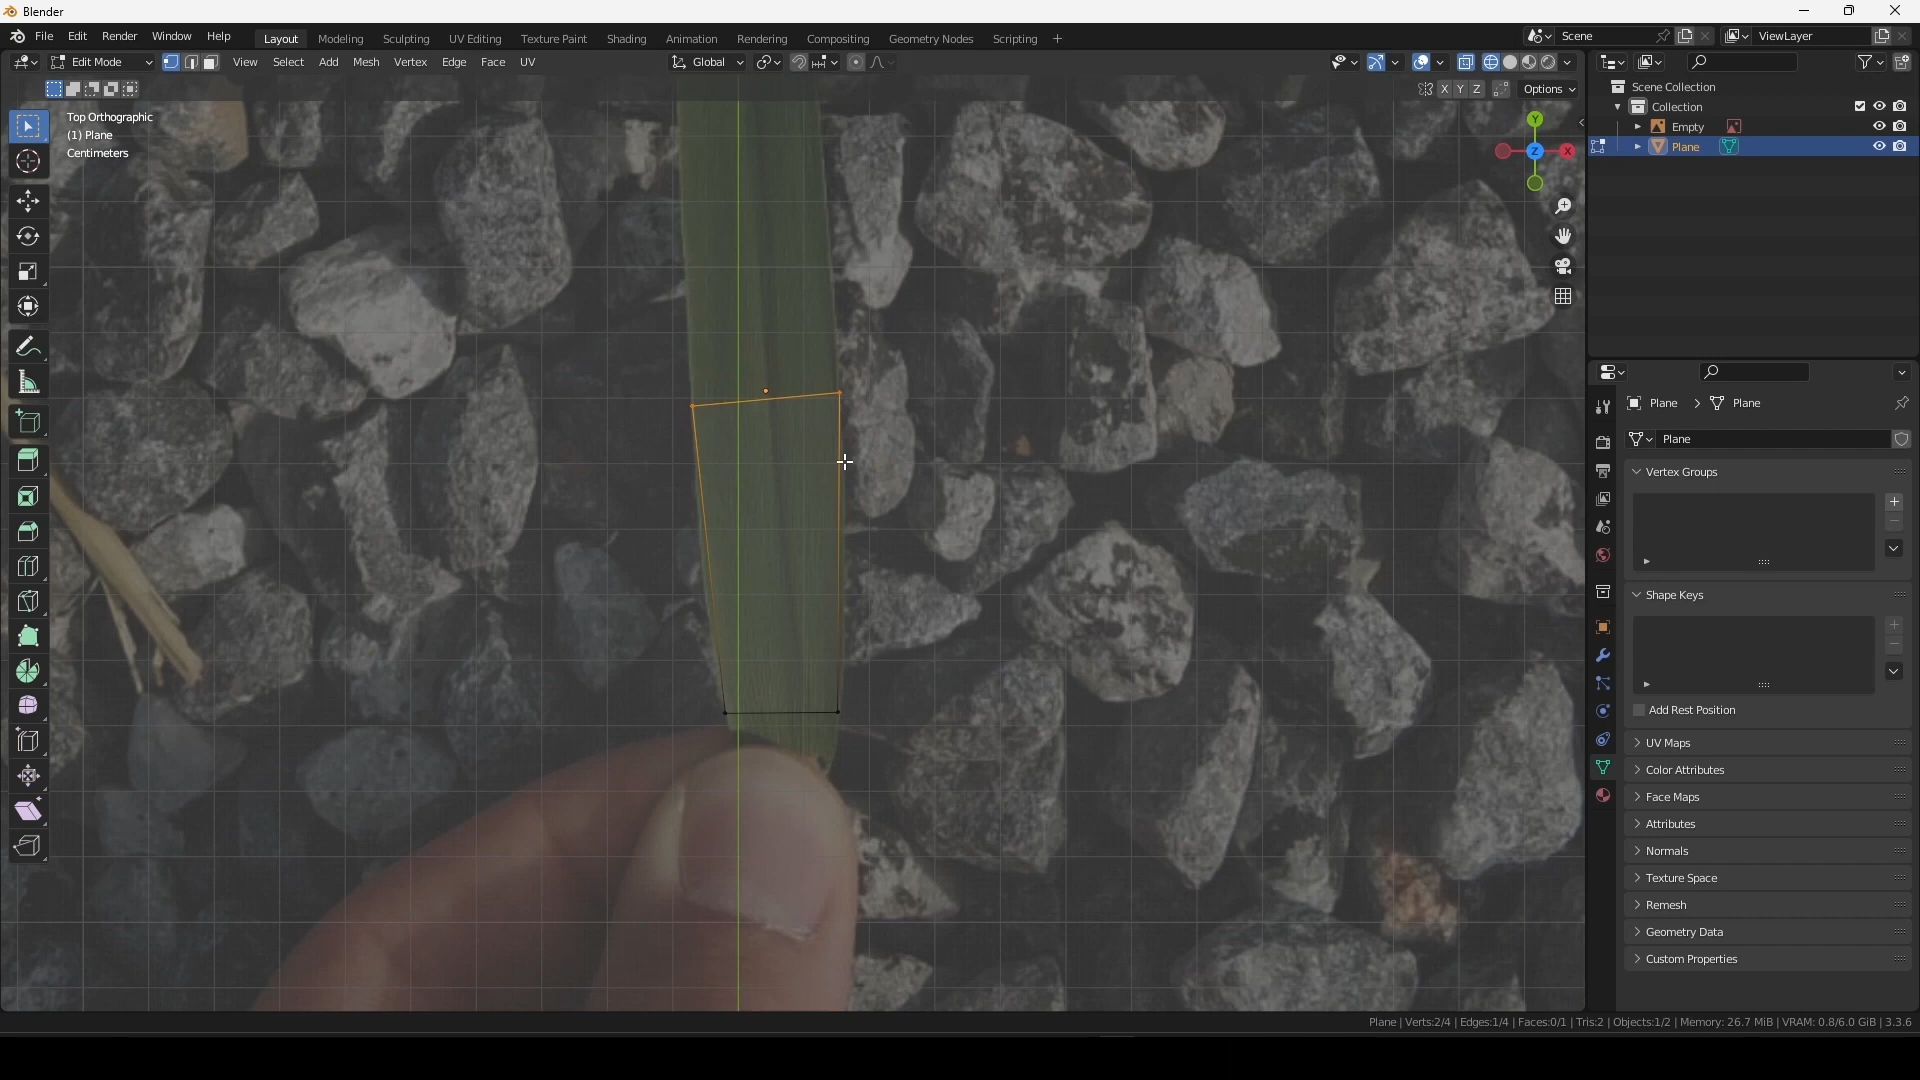 Blender
File Edit Render Window Help Layout Modeling Sculpting UV Editing Texture Paint Shading Animation Rendering Compositing Geometry Nodes Scripting + Scene ViewLayer
Edit Mode View Select Add Mesh Vertex Edge Face UV Global
X Y Z Options
Top Orthographic
(1) Plane
Centimeters
Y
Z
X
Scene Collection
Collection
Empty
Plane
Plane > Plane
Plane
Vertex Groups
Shape Keys
Add Rest Position
UV Maps
Color Attributes
Face Maps
Attributes
Normals
Texture Space
Remesh
Geometry Data
Custom Properties
Plane | Verts:2/4 | Edges:1/4 | Faces:0/1 | Tris:2 | Objects:1/2 | Memory: 26.7 MiB | VRAM: 0.8/6.0 GiB | 3.3.6